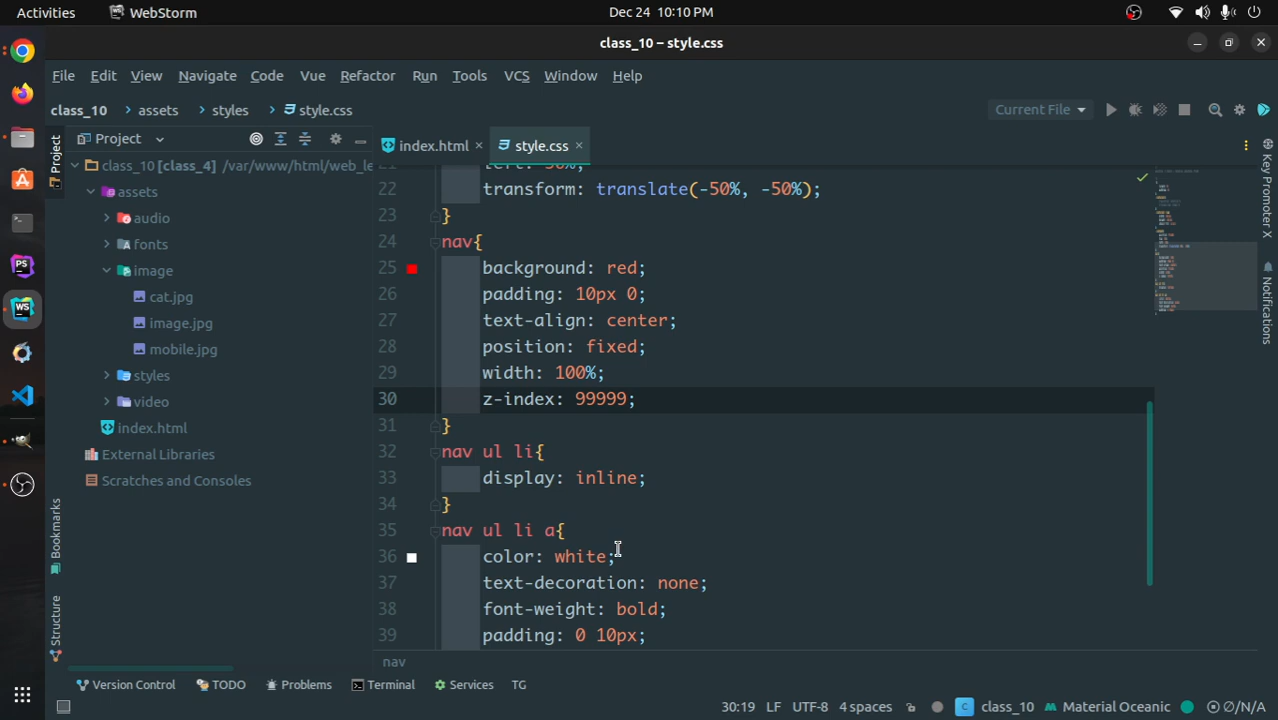 Activities WebStorm Dec 24 10:10 PM
class_10 – style.css
File Edit View Navigate Code Vue Refactor Run Tools VCS Window Help
class_10 assets styles style.css Current File
Project index.html style.css
Project
class_10 [class_4] /var/www/html/web_le
assets
audio
fonts
image
cat.jpg
image.jpg
mobile.jpg
styles
video
index.html
External Libraries
Scratches and Consoles
Bookmarks
Structure
22 transform: translate(-50%, -50%);
23 }
24 nav{
25 background: red;
26 padding: 10px 0;
27 text-align: center;
28 position: fixed;
29 width: 100%;
30 z-index: 99999;
31 }
32 nav ul li{
33 display: inline;
34 }
35 nav ul li a{
36 color: white;
37 text-decoration: none;
38 font-weight: bold;
39 padding: 0 10px;
nav
Key Promoter X
Notifications
Version Control TODO Problems Terminal Services TG
30:19 LF UTF-8 4 spaces C class_10 Material Oceanic Ø/N/A